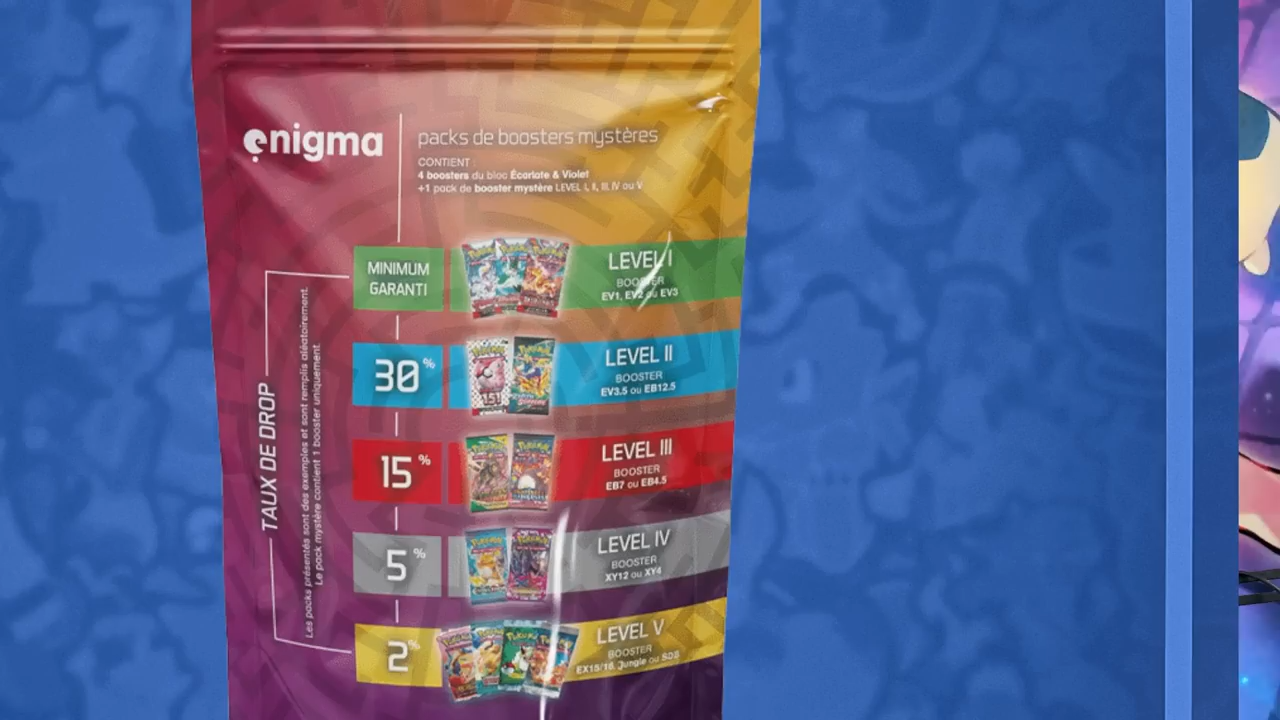 enigma
packs de boosters mystères
CONTIENT :
4 boosters du bloc Écarlate & Violet
+1 pack de booster mystère LEVEL I, II, III, IV ou V
MINIMUM
GARANTI
LEVEL I
BOOSTER
EV1, EV2 ou EV3
30%
LEVEL II
BOOSTER
EV3.5 ou EB12.5
15%
LEVEL III
BOOSTER
EB7 ou EB4.5
5%
LEVEL IV
BOOSTER
XY12 ou XY4
2%
LEVEL V
BOOSTER
EX15/16, Jungle ou SDB
TAUX DE DROP
Les packs présentés sont des exemples et sont remplis aléatoirement.
Le pack mystère contient 1 booster uniquement.